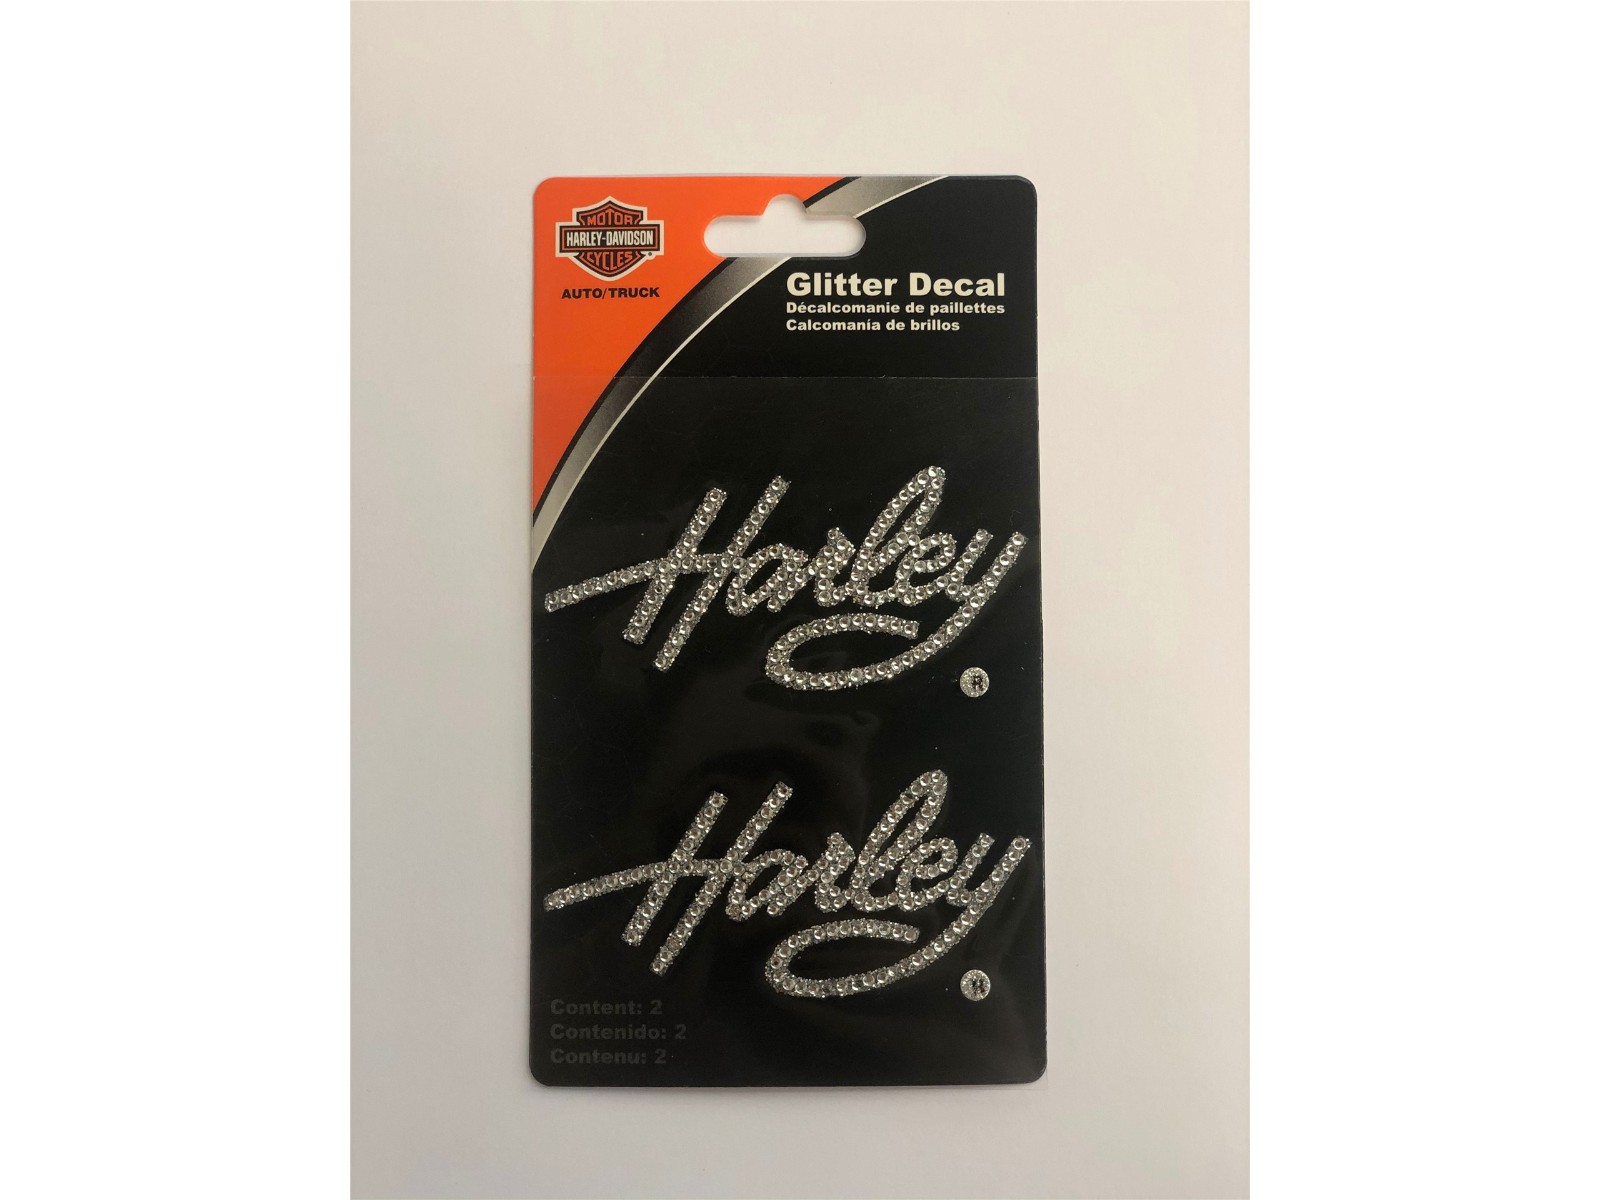 MOTOR
HARLEY-DAVIDSON
CYCLES
AUTO/TRUCK
Glitter Decal
Décalcomanie de paillettes
Calcomanía de brillos
Harley
®
Harley
®
Content: 2
Contenido: 2
Contenu: 2